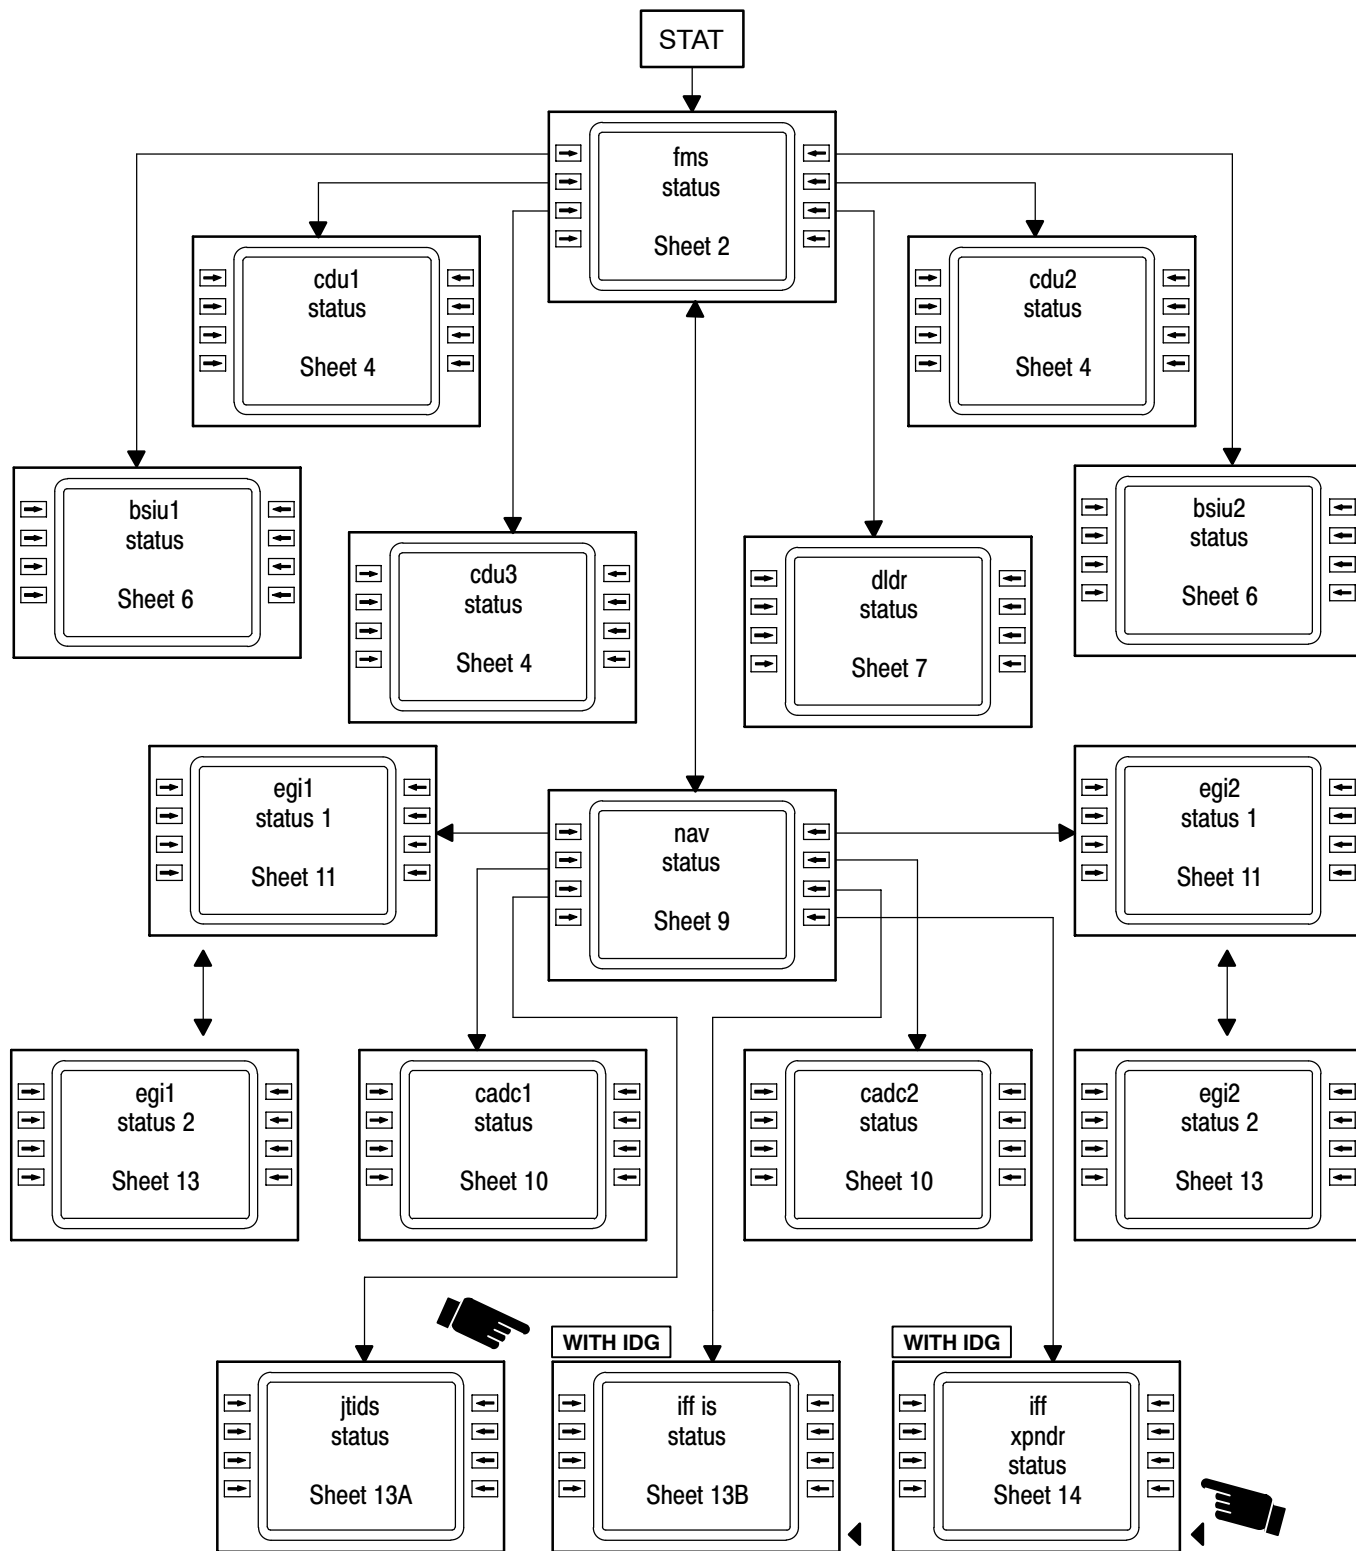 STAT
fms
status
Sheet 2
cdu1
status
Sheet 4
cdu2
status
Sheet 4
bsiu1
status
Sheet 6
cdu3
status
Sheet 4
dldr
status
Sheet 7
bsiu2
status
Sheet 6
egi1
status 1
Sheet 11
nav
status
Sheet 9
egi2
status 1
Sheet 11
egi1
status 2
Sheet 13
cadc1
status
Sheet 10
cadc2
status
Sheet 10
egi2
status 2
Sheet 13
jtids
status
Sheet 13A
WITH IDG
iff is
status
Sheet 13B
WITH IDG
iff
xpndr
status
Sheet 14